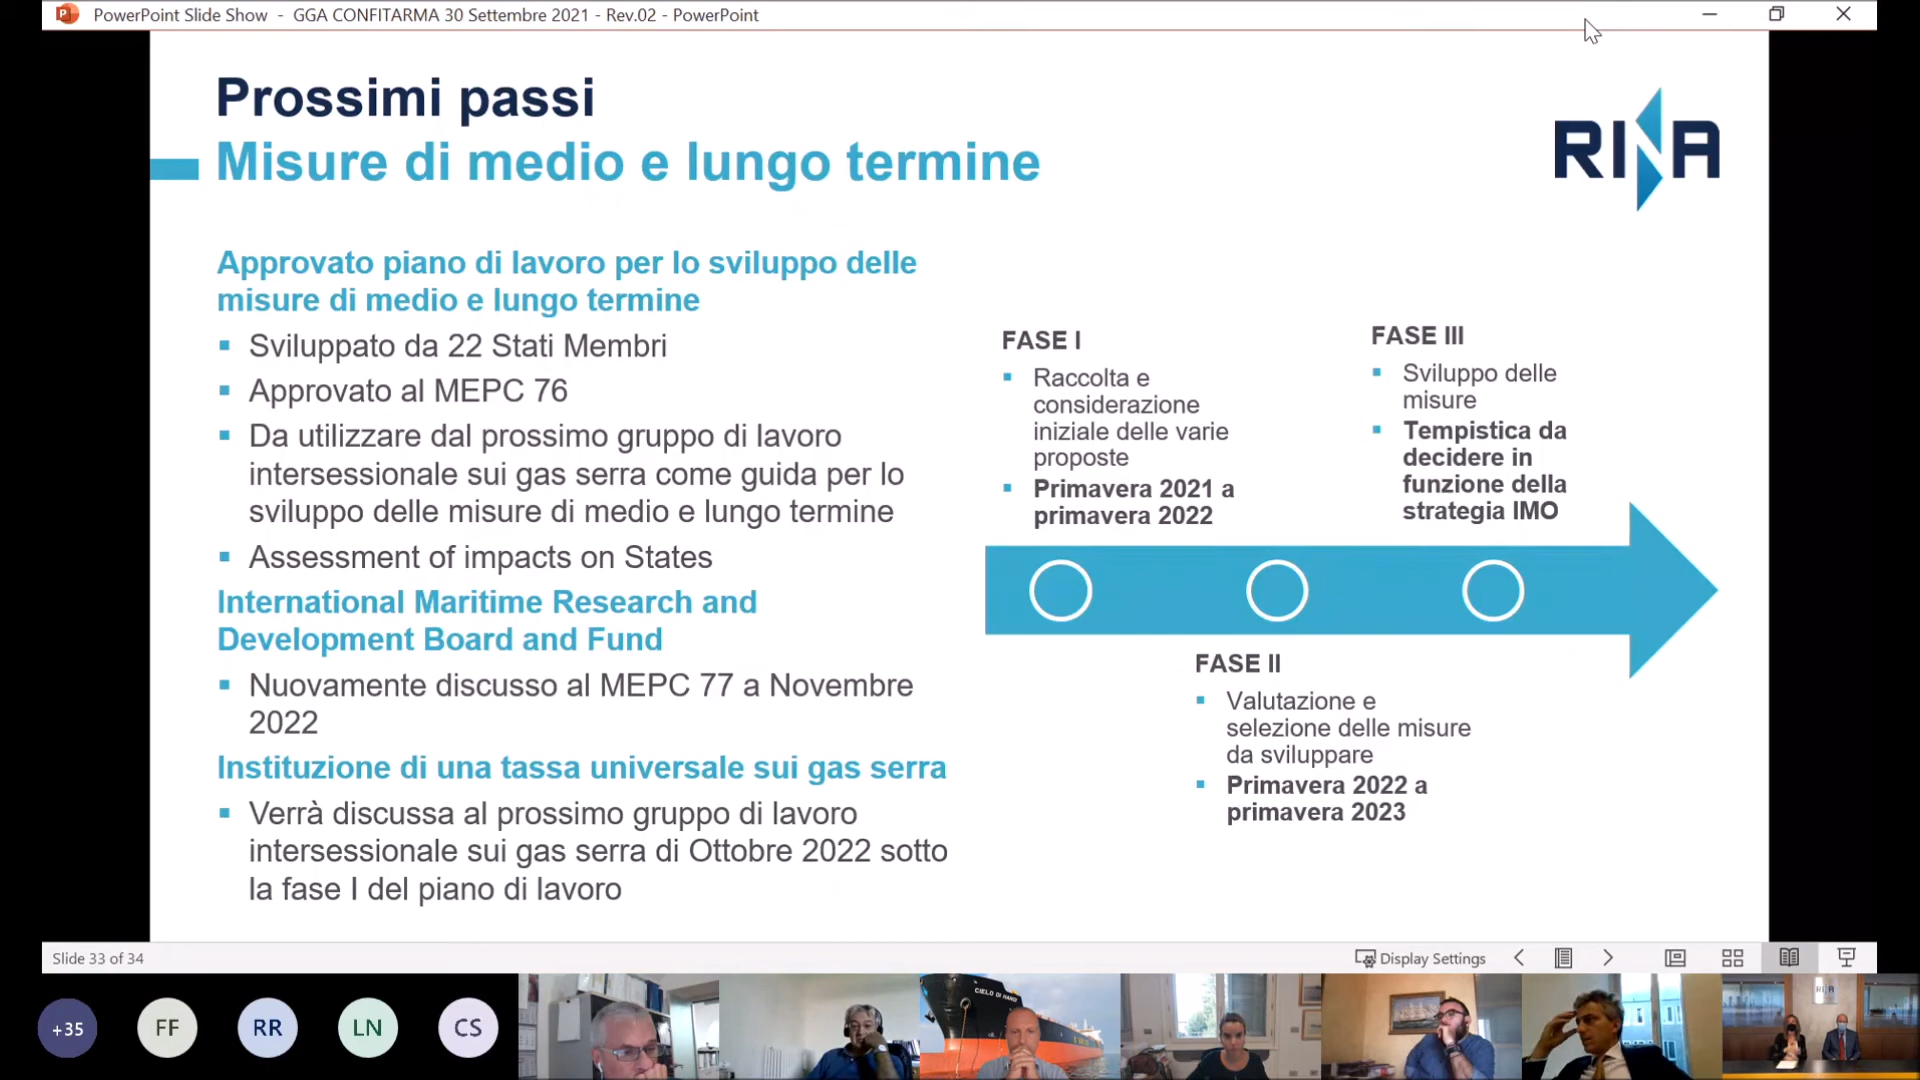 PowerPoint Slide Show - GGA CONFITARMA 30 Settembre 2021 - Rev.02 - PowerPoint
Prossimi passi
Misure di medio e lungo termine
RINA
Approvato piano di lavoro per lo sviluppo delle
misure di medio e lungo termine
Sviluppato da 22 Stati Membri
Approvato al MEPC 76
Da utilizzare dal prossimo gruppo di lavoro
intersessionale sui gas serra come guida per lo
sviluppo delle misure di medio e lungo termine
Assessment of impacts on States
International Maritime Research and
Development Board and Fund
Nuovamente discusso al MEPC 77 a Novembre
2022
Instituzione di una tassa universale sui gas serra
Verrà discussa al prossimo gruppo di lavoro
intersessionale sui gas serra di Ottobre 2022 sotto
la fase I del piano di lavoro
FASE I
Raccolta e
considerazione
iniziale delle varie
proposte
Primavera 2021 a
primavera 2022
FASE III
Sviluppo delle
misure
Tempistica da
decidere in
funzione della
strategia IMO
FASE II
Valutazione e
selezione delle misure
da sviluppare
Primavera 2022 a
primavera 2023
Slide 33 of 34
Display Settings
+35
FF
RR
LN
CS
CIELO DI HANOI
RINA